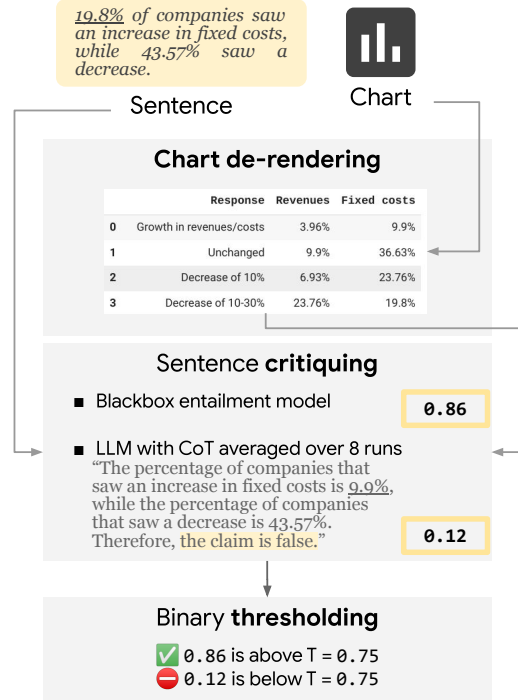 19.8% of companies saw
an increase in fixed costs,
while 43.57% saw a
decrease.
Sentence
Chart
Chart de-rendering
Response Revenues Fixed costs
0 Growth in revenues/costs 3.96% 9.9%
1 Unchanged 9.9% 36.63%
2 Decrease of 10% 6.93% 23.76%
3 Decrease of 10-30% 23.76% 19.8%
Sentence critiquing
■ Blackbox entailment model
0.86
■ LLM with CoT averaged over 8 runs
“The percentage of companies that
saw an increase in fixed costs is 9.9%,
while the percentage of companies
that saw a decrease is 43.57%.
Therefore, the claim is false.”
0.12
Binary thresholding
✅ 0.86 is above T = 0.75
⛔ 0.12 is below T = 0.75